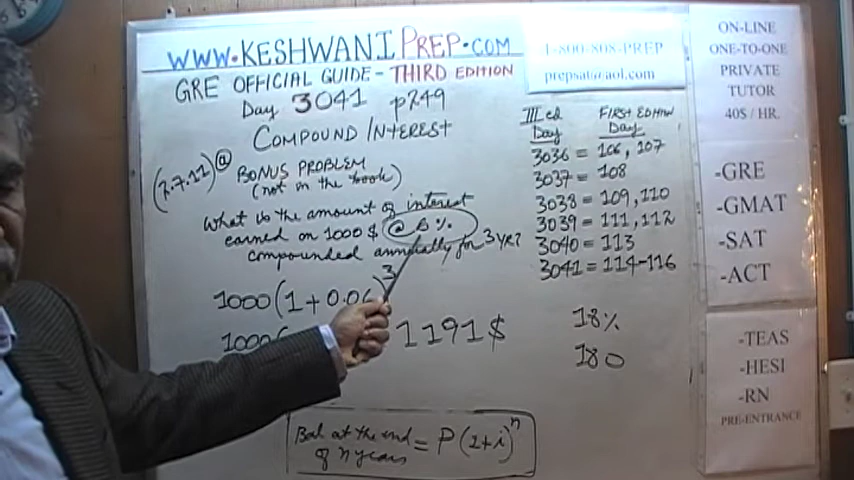 WWW.KESHWANIPREP.COM
GRE OFFICIAL GUIDE - THIRD EDITION
Day 3041 p249
COMPOUND INTEREST
(2.7.12)@ BONUS PROBLEM
(not in the book)
What is the amount of interest
earned on 1000 $ @ 6 %
compounded annually for 3 YR?
1000(1+0.06)3
1000( 1191$
Bal at the end = P(1+i)n
of n years
1-800-808-PREP
prepsat@aol.com
III ed FIRST EDITION
Day Day
3036 = 106, 107
3037 = 108
3038 = 109, 110
3039 = 111, 112
3040 = 113
3041 = 114-116
18%
180
ON-LINE
ONE-TO-ONE
PRIVATE
TUTOR
40$ / HR.
-GRE
-GMAT
-SAT
-ACT
-TEAS
-HESI
-RN
PRE-ENTRANCE